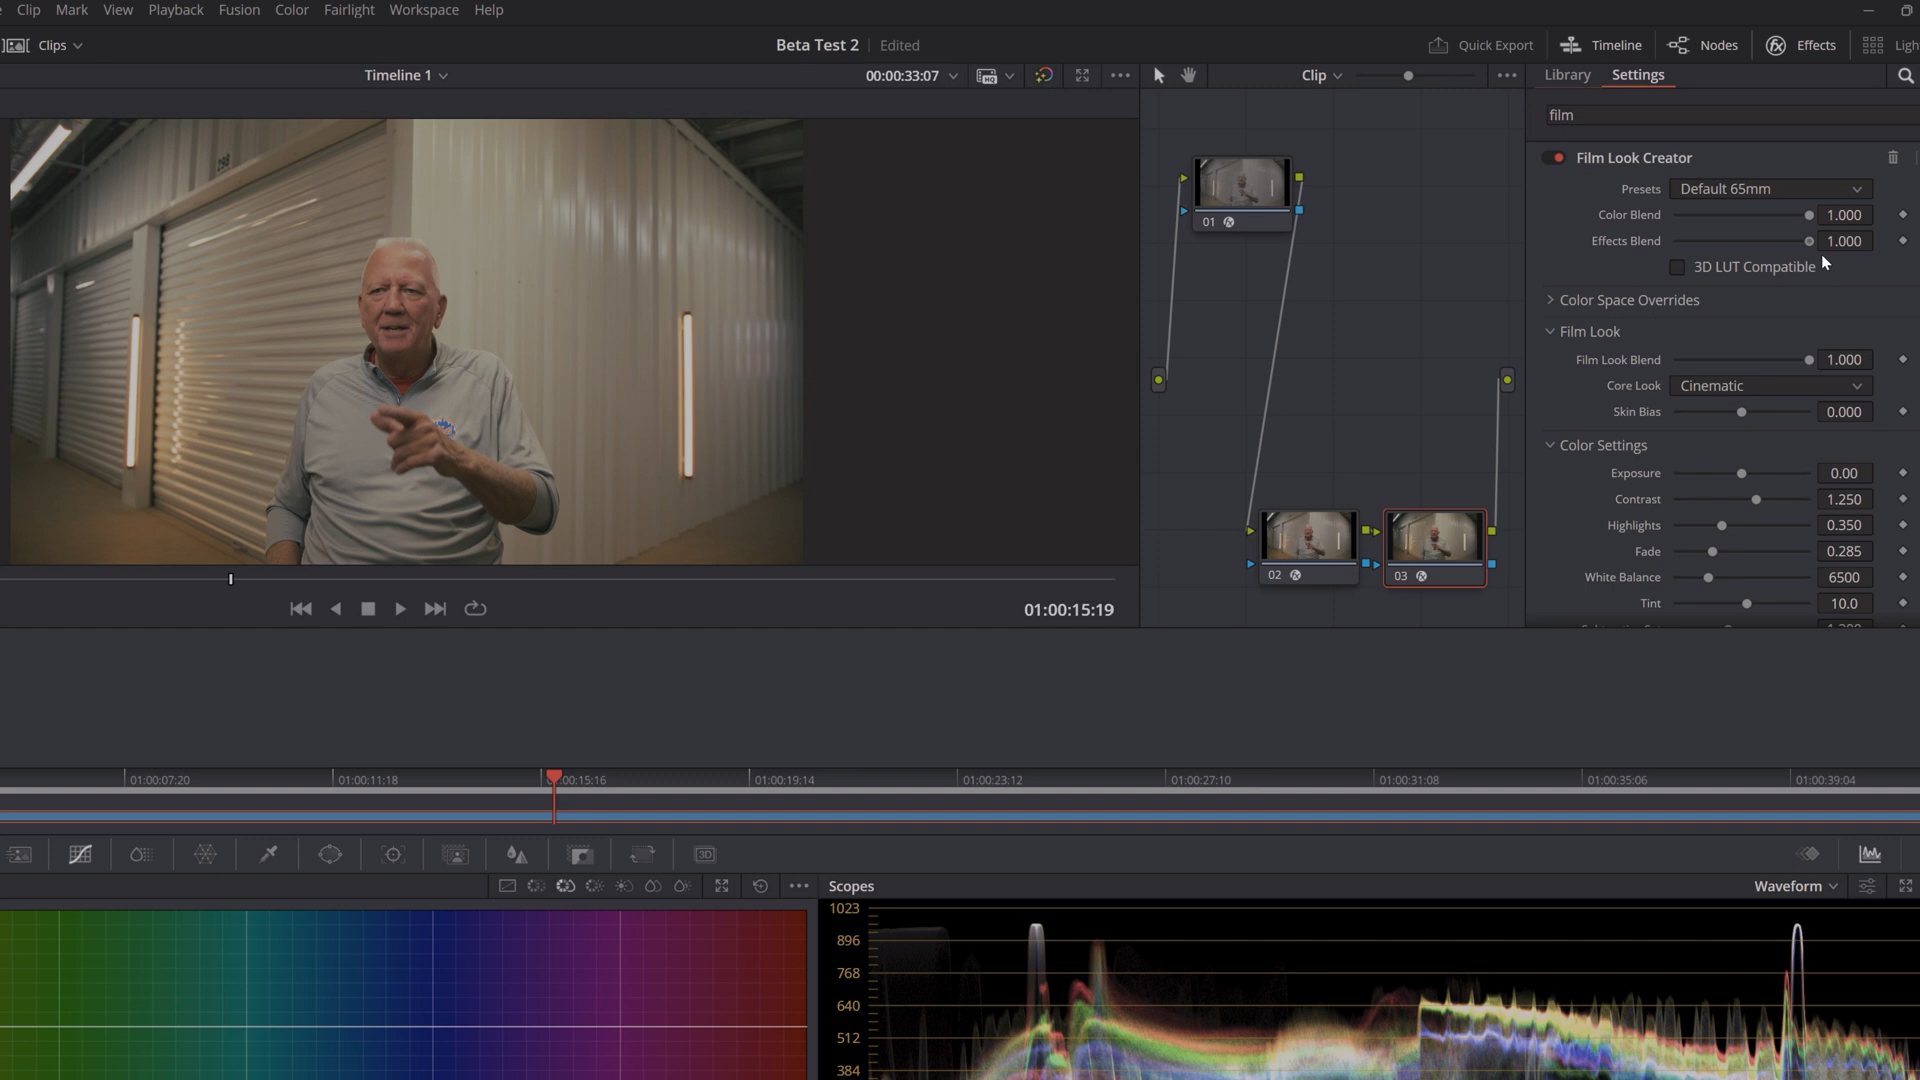 Clip Mark View Playback Fusion Color Fairlight Workspace Help
Clips Beta Test 2 Edited Quick Export Timeline Nodes Effects Ligh
Timeline 1 00:00:33:07 Clip Library Settings
film
Film Look Creator
Presets Default 65mm
Color Blend 1.000
Effects Blend 1.000
3D LUT Compatible
Color Space Overrides
Film Look
Film Look Blend 1.000
Core Look Cinematic
Skin Bias 0.000
Color Settings
Exposure 0.00
Contrast 1.250
Highlights 0.350
Fade 0.285
White Balance 6500
Tint 10.0
298
01
02
03
01:00:15:19
01:00:07:20 01:00:11:18 :00:15:16 01:00:19:14 01:00:23:12 01:00:27:10 01:00:31:08 01:00:35:06 01:00:39:04
3D
Scopes Waveform
1023
896
768
640
512
384